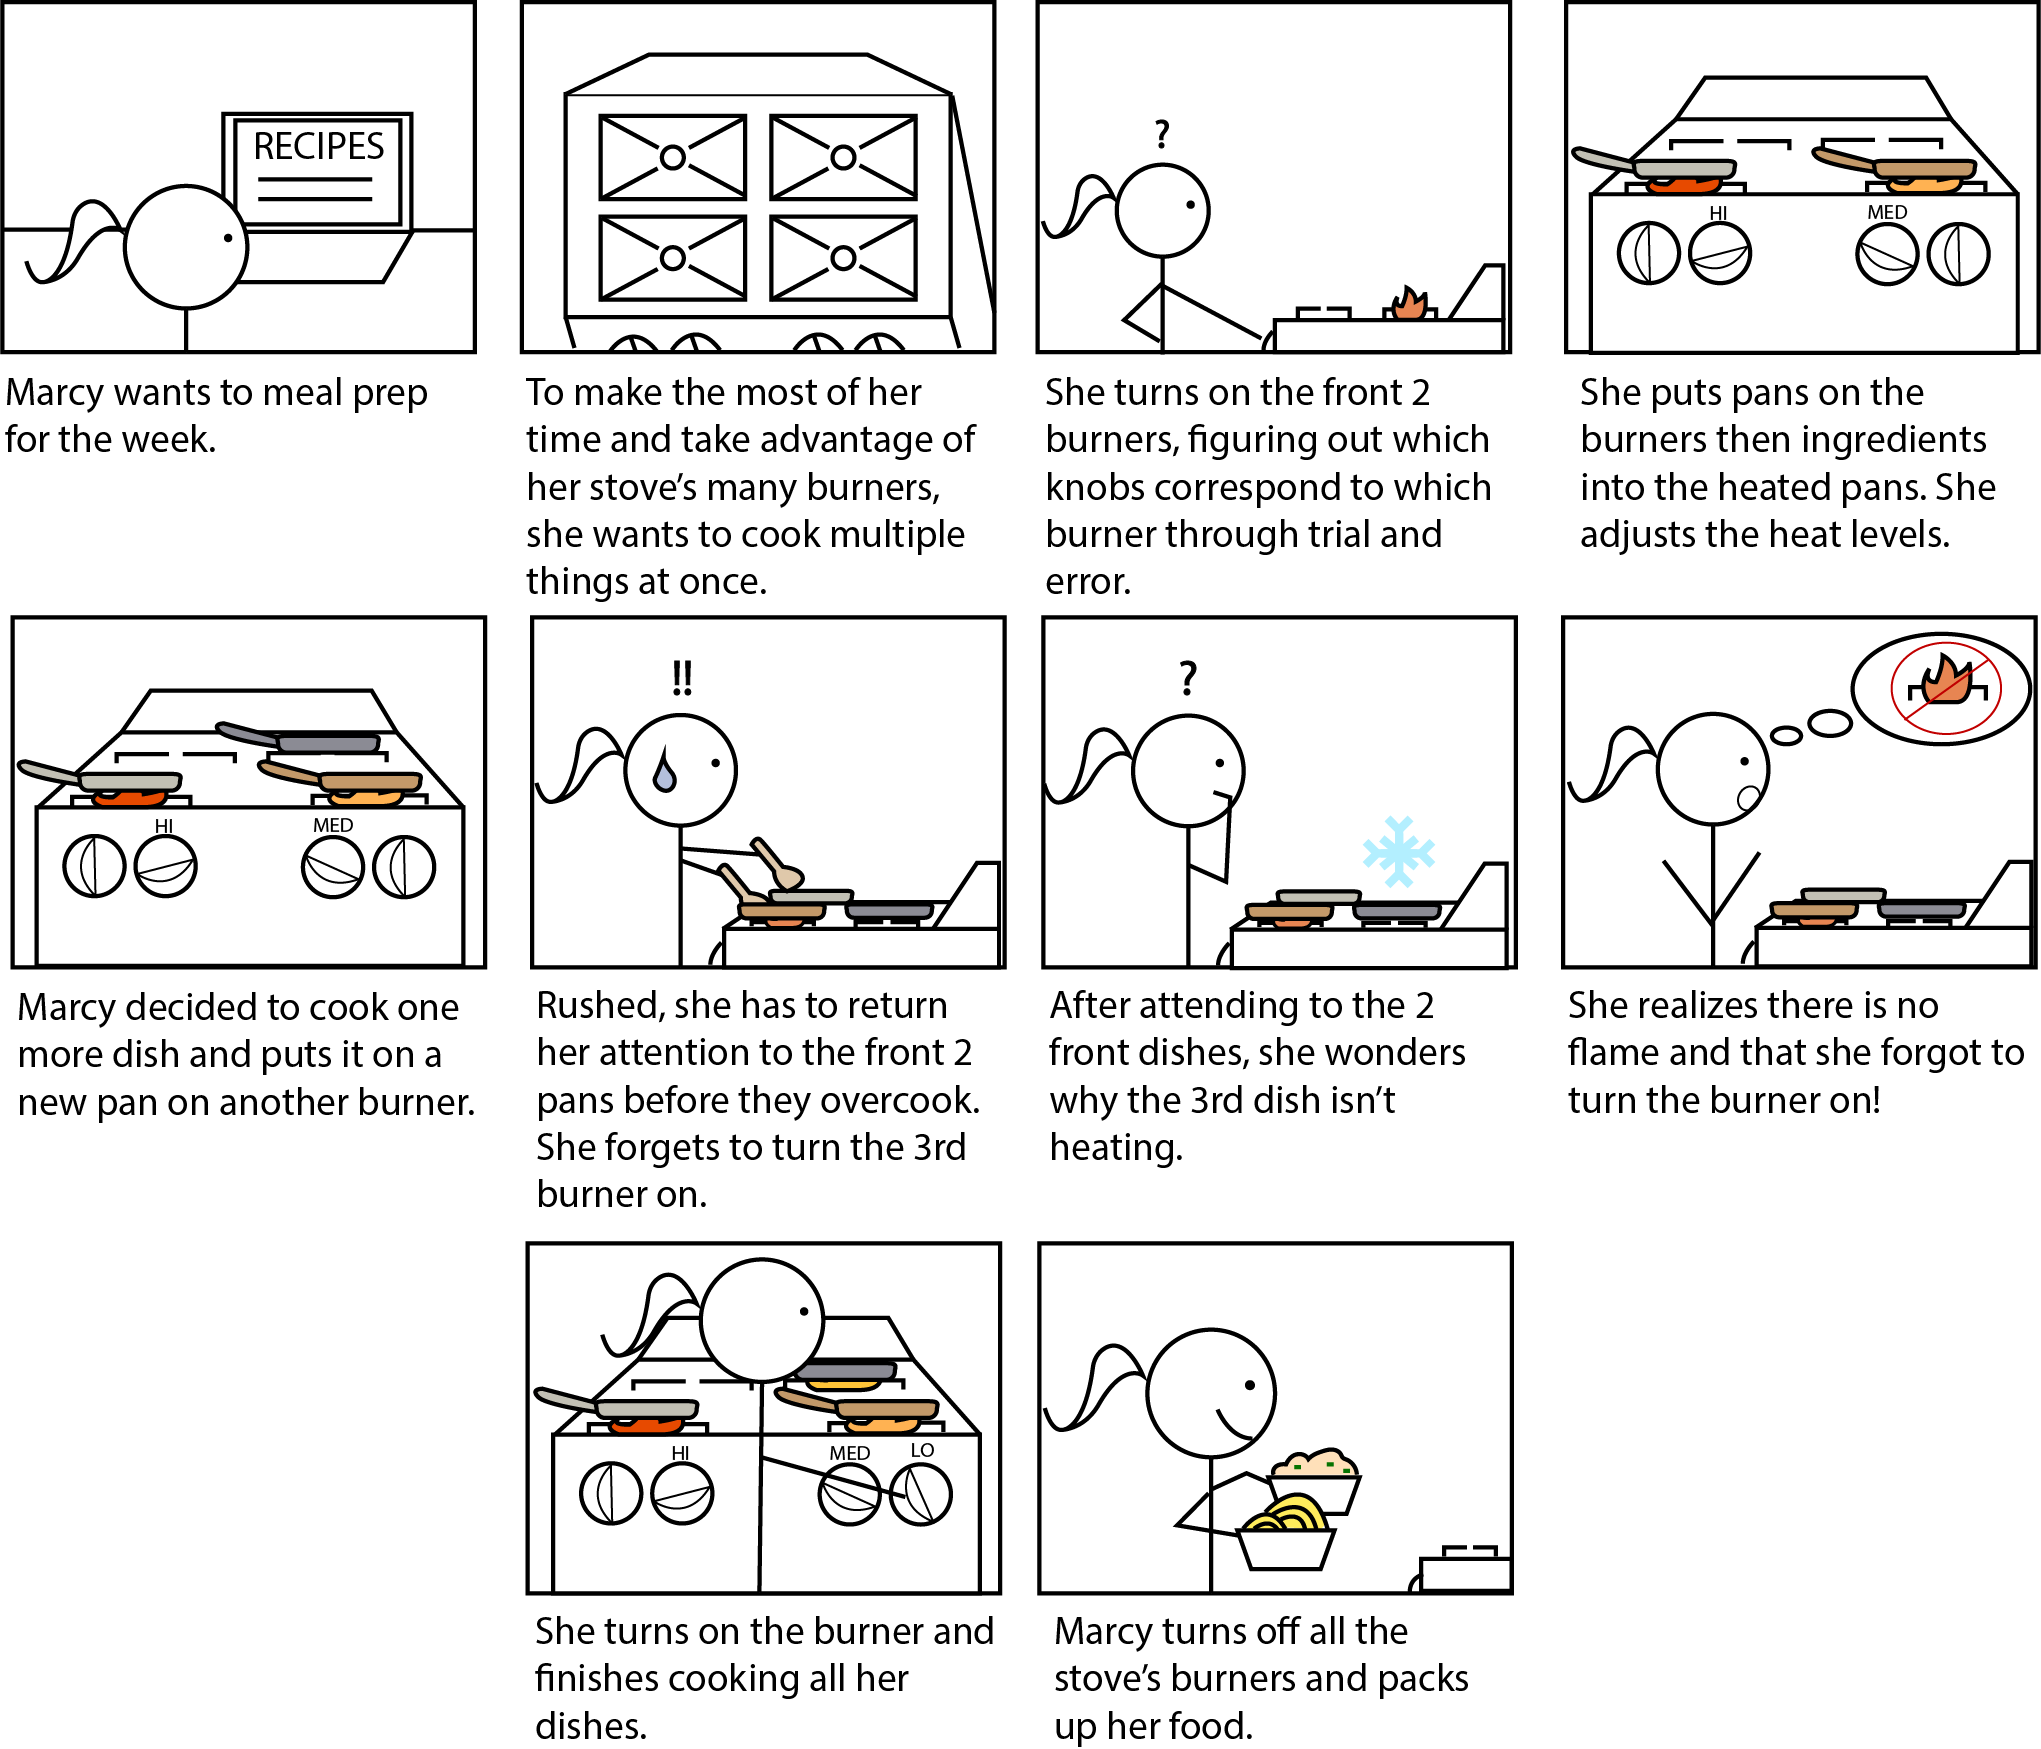 RECIPES
Marcy wants to meal prep
for the week.
To make the most of her
time and take advantage of
her stove’s many burners,
she wants to cook multiple
things at once.
?
She turns on the front 2
burners, figuring out which
knobs correspond to which
burner through trial and
error.
HI
MED
She puts pans on the
burners then ingredients
into the heated pans. She
adjusts the heat levels.
HI
MED
Marcy decided to cook one
more dish and puts it on a
new pan on another burner.
!!
Rushed, she has to return
her attention to the front 2
pans before they overcook.
She forgets to turn the 3rd
burner on.
?
After attending to the 2
front dishes, she wonders
why the 3rd dish isn’t
heating.
She realizes there is no
flame and that she forgot to
turn the burner on!
HI
MED
LO
She turns on the burner and
finishes cooking all her
dishes.
Marcy turns off all the
stove’s burners and packs
up her food.